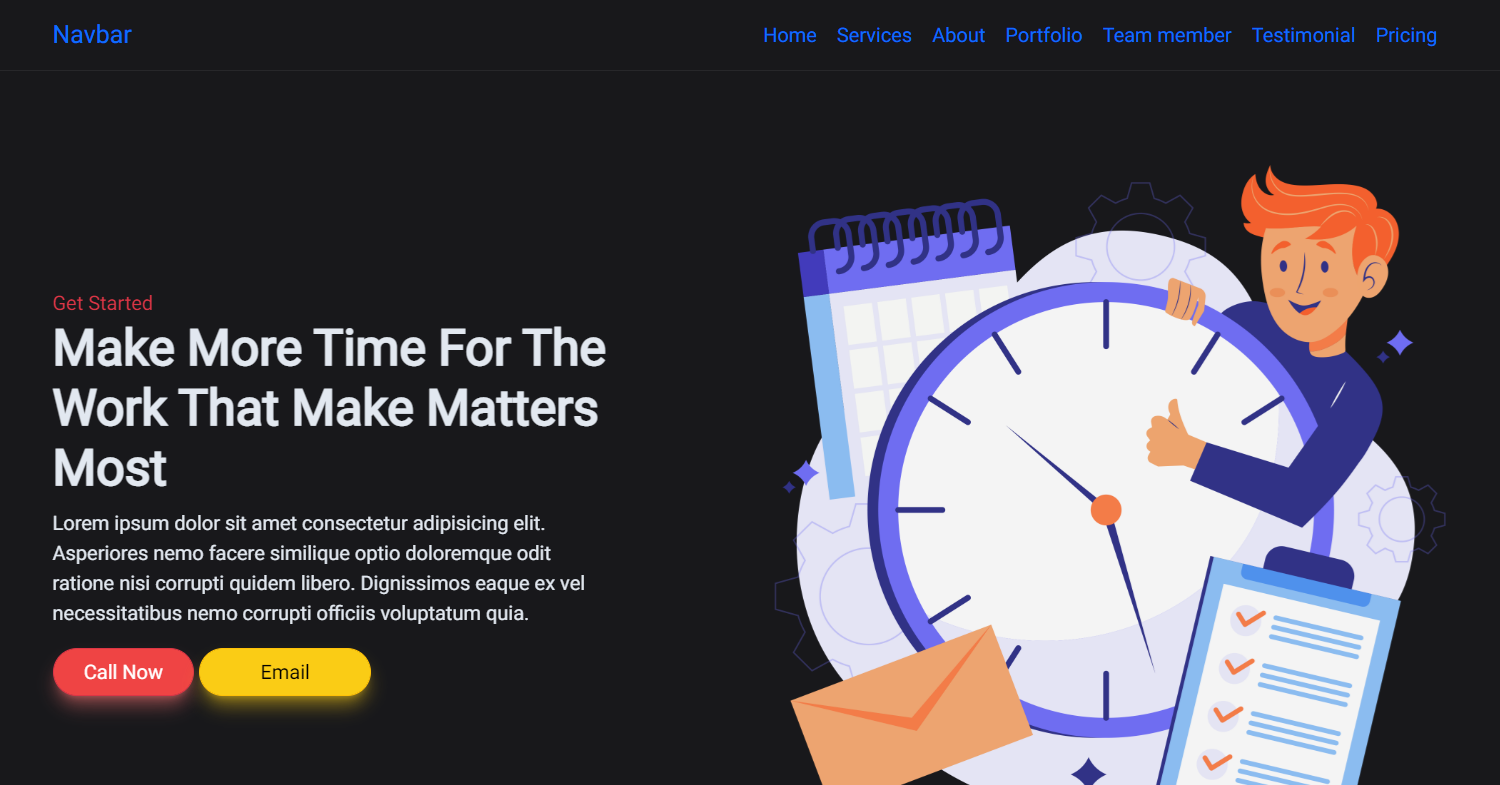 Navbar
Home Services About Portfolio Team member Testimonial Pricing
Get Started
Make More Time For The
Work That Make Matters
Most
Lorem ipsum dolor sit amet consectetur adipisicing elit.
Asperiores nemo facere similique optio doloremque odit
ratione nisi corrupti quidem libero. Dignissimos eaque ex vel
necessitatibus nemo corrupti officiis voluptatum quia.
Call Now Email